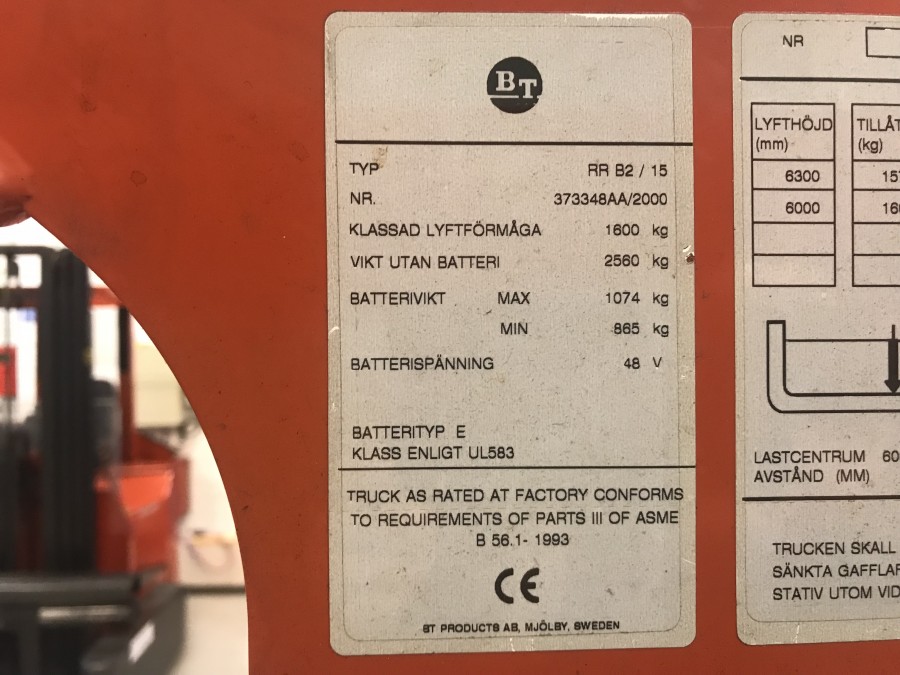 BT
TYP RR B2 / 15
NR. 373348AA/2000
KLASSAD LYFTFÖRMÅGA 1600 kg
VIKT UTAN BATTERI 2560 kg
BATTERIVIKT MAX 1074 kg
MIN 865 kg
BATTERISPÄNNING 48 V
BATTERITYP E
KLASS ENLIGT UL583
TRUCK AS RATED AT FACTORY CONFORMS
TO REQUIREMENTS OF PARTS III OF ASME
B 56.1- 1993
CE
BT PRODUCTS AB, MJÖLBY, SWEDEN
NR
LYFTHÖJD
(mm)
6300
6000
(kg)
LASTCENTRUM
AVSTÅND (MM)
TRUCKEN SKALL
SÄNKTA
STATIV UTOM